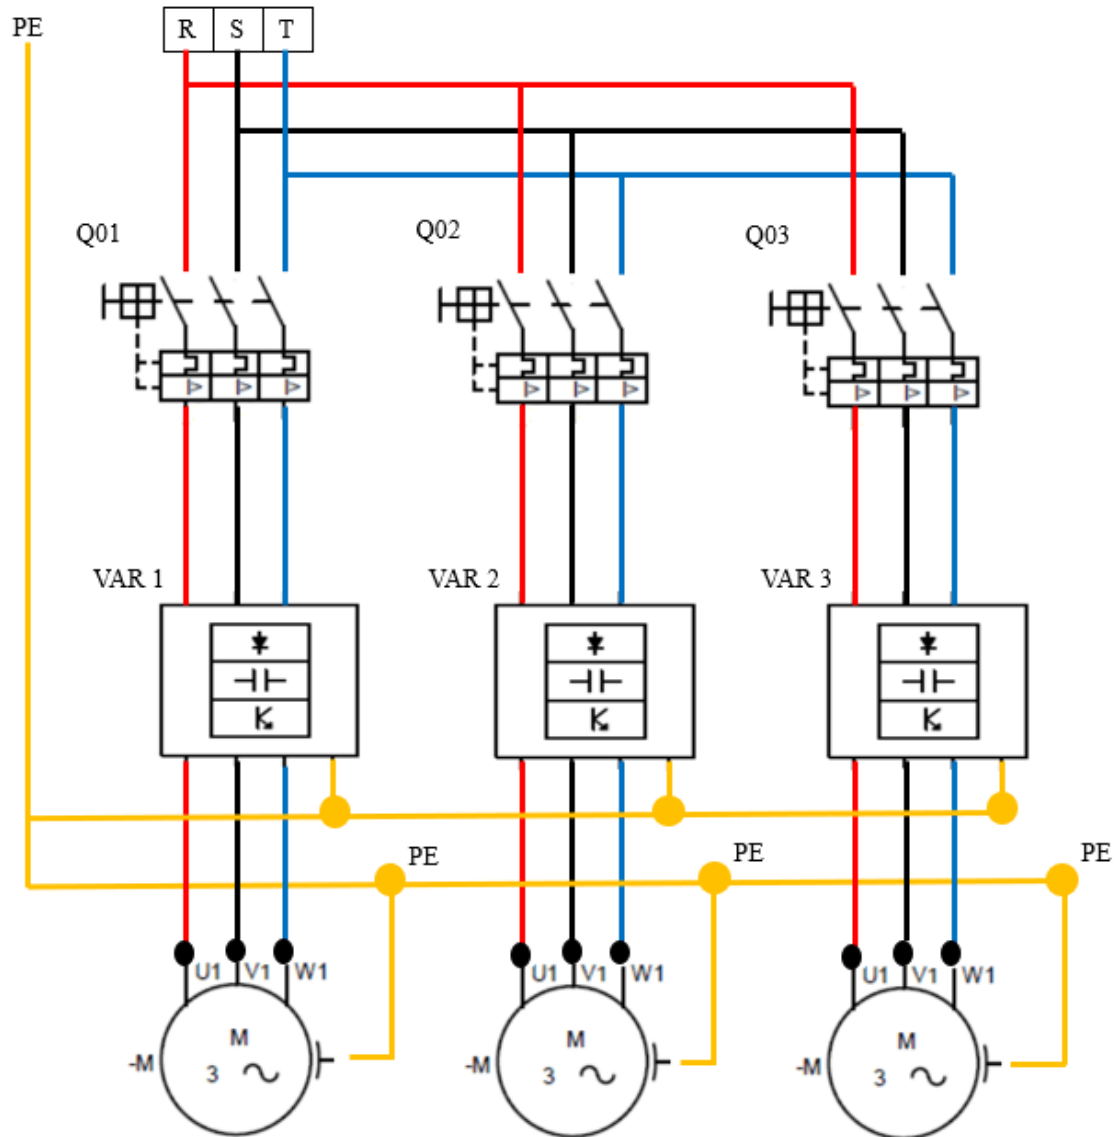 PE
R S T
Q01
Q02
Q03
VAR 1
VAR 2
VAR 3
PE
PE
PE
U1 V1 W1
U1 V1 W1
U1 V1 W1
-M
M
3
-M
M
3
-M
M
3